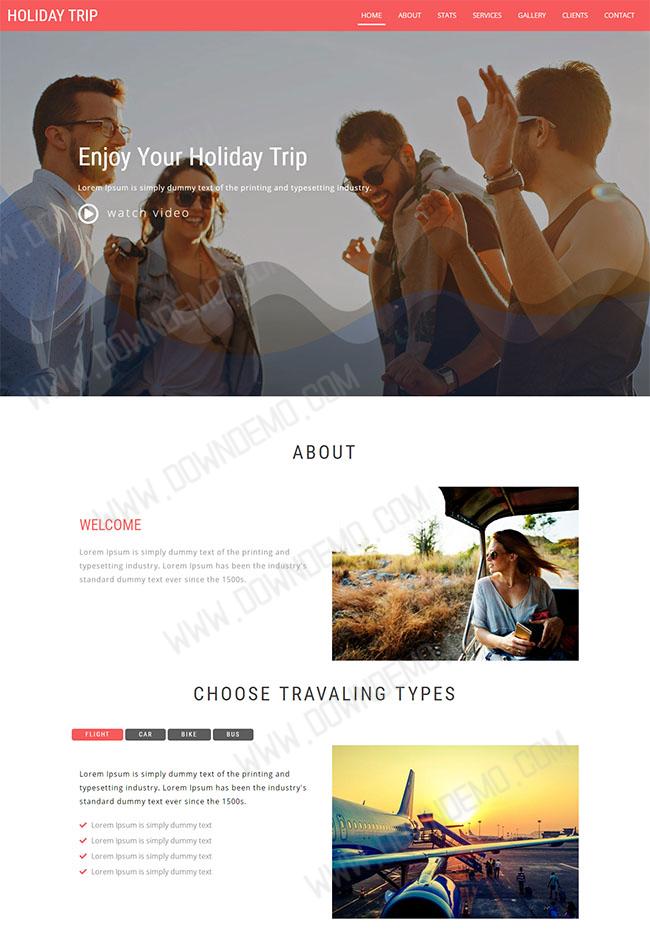 HOLIDAY TRIP
HOME ABOUT STATS SERVICES GALLERY CLIENTS CONTACT
Enjoy Your Holiday Trip
Lorem Ipsum is simply dummy text of the printing and typesetting industry.
watch video
ABOUT
WELCOME
Lorem Ipsum is simply dummy text of the printing and
typesetting industry. Lorem Ipsum has been the industry's
standard dummy text ever since the 1500s.
CHOOSE TRAVALING TYPES
FLIGHT CAR BIKE BUS
Lorem Ipsum is simply dummy text of the printing and
typesetting industry. Lorem Ipsum has been the industry's
standard dummy text ever since the 1500s.
Lorem Ipsum is simply dummy text
Lorem Ipsum is simply dummy text
Lorem Ipsum is simply dummy text
Lorem Ipsum is simply dummy text
WWW.DOWNDEMO.COM
WWW.DOWNDEMO.COM
WWW.DOWNDEMO.COM
WWW.DOWNDEMO.COM
WWW.DOWNDEMO.COM